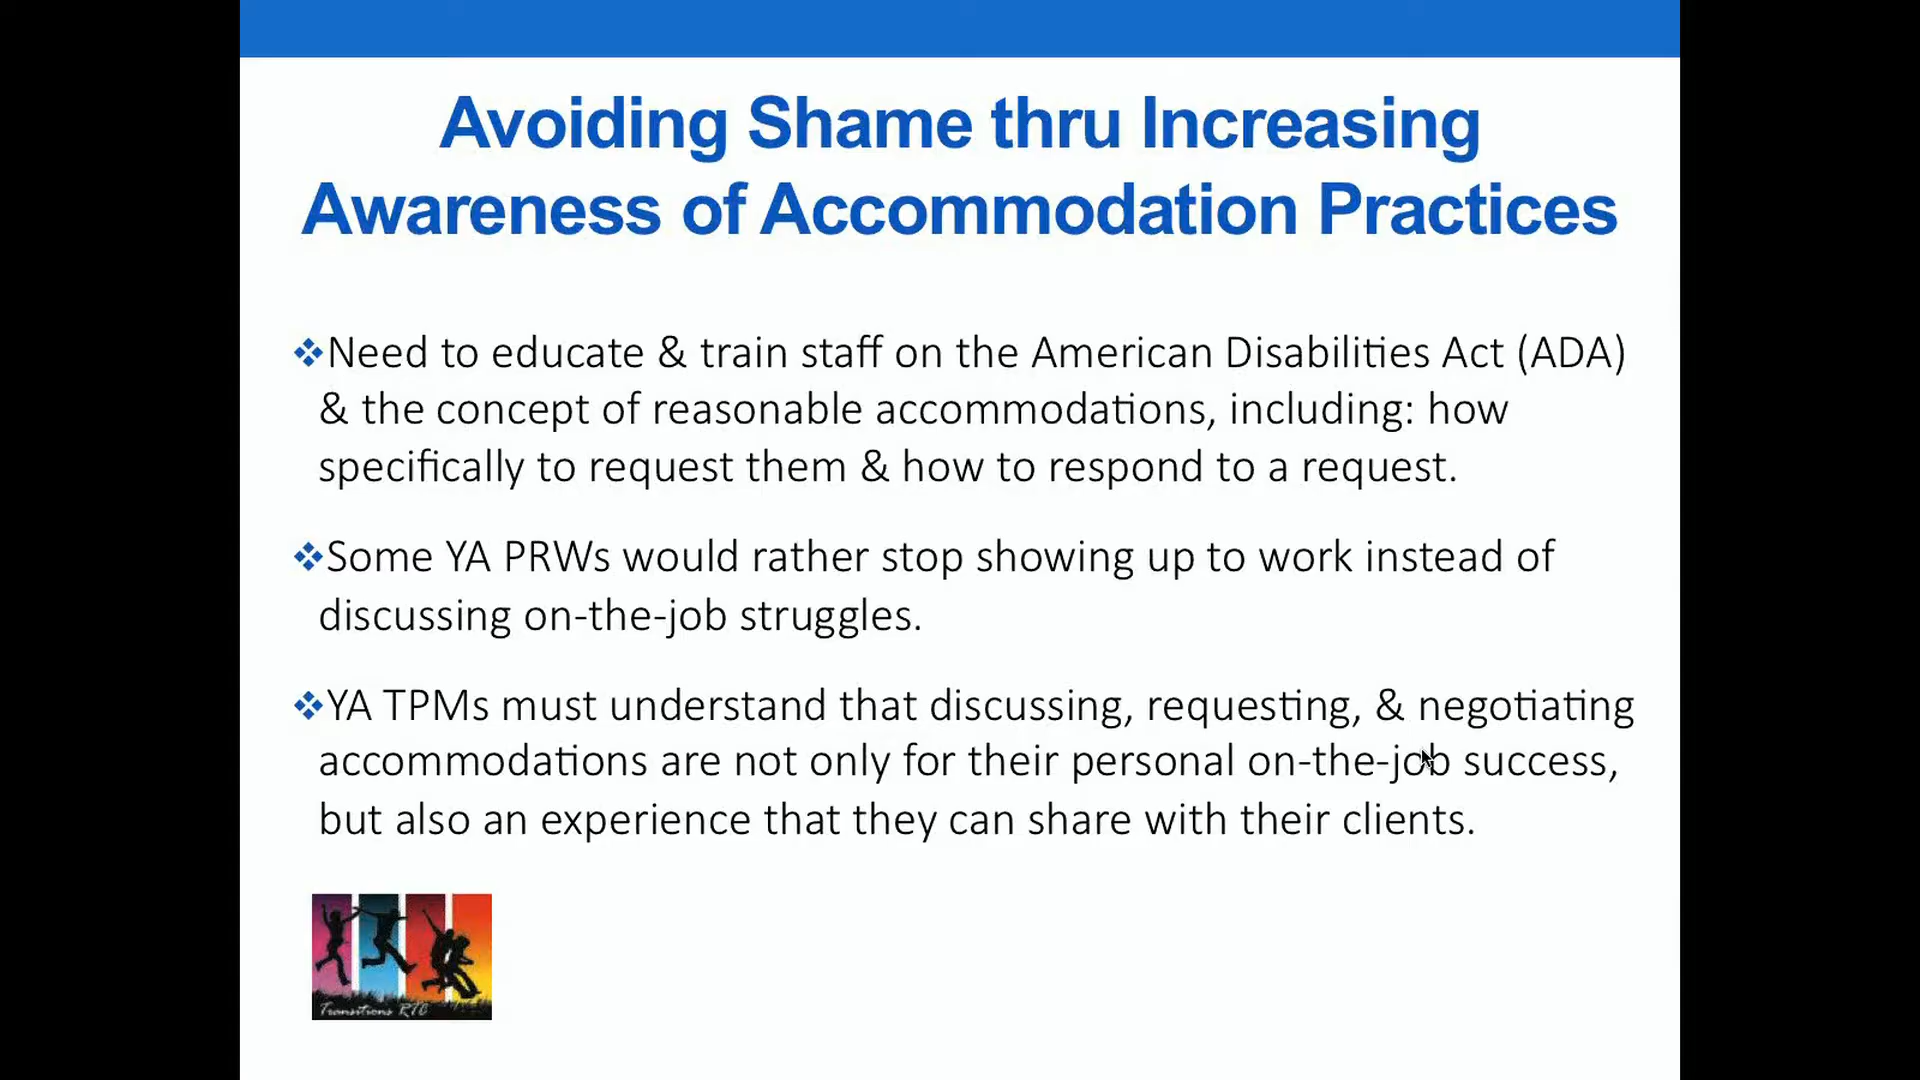 Avoiding Shame thru Increasing
Awareness of Accommodation Practices
Need to educate & train staff on the American Disabilities Act (ADA)
& the concept of reasonable accommodations, including: how
specifically to request them & how to respond to a request.
Some YA PRWs would rather stop showing up to work instead of
discussing on-the-job struggles.
YA TPMs must understand that discussing, requesting, & negotiating
accommodations are not only for their personal on-the-job success,
but also an experience that they can share with their clients.
Transitions RTC